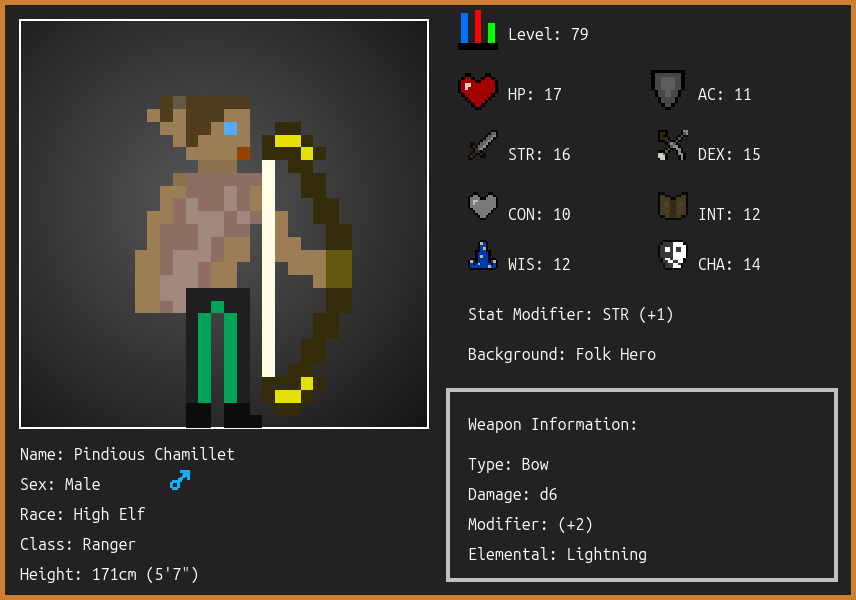 Level: 79
HP: 17
AC: 11
STR: 16
DEX: 15
CON: 10
INT: 12
WIS: 12
CHA: 14
Stat Modifier: STR (+1)
Background: Folk Hero
Weapon Information:
Type: Bow
Damage: d6
Modifier: (+2)
Elemental: Lightning
Name: Pindious Chamillet
Sex: Male
Race: High Elf
Class: Ranger
Height: 171cm (5'7")